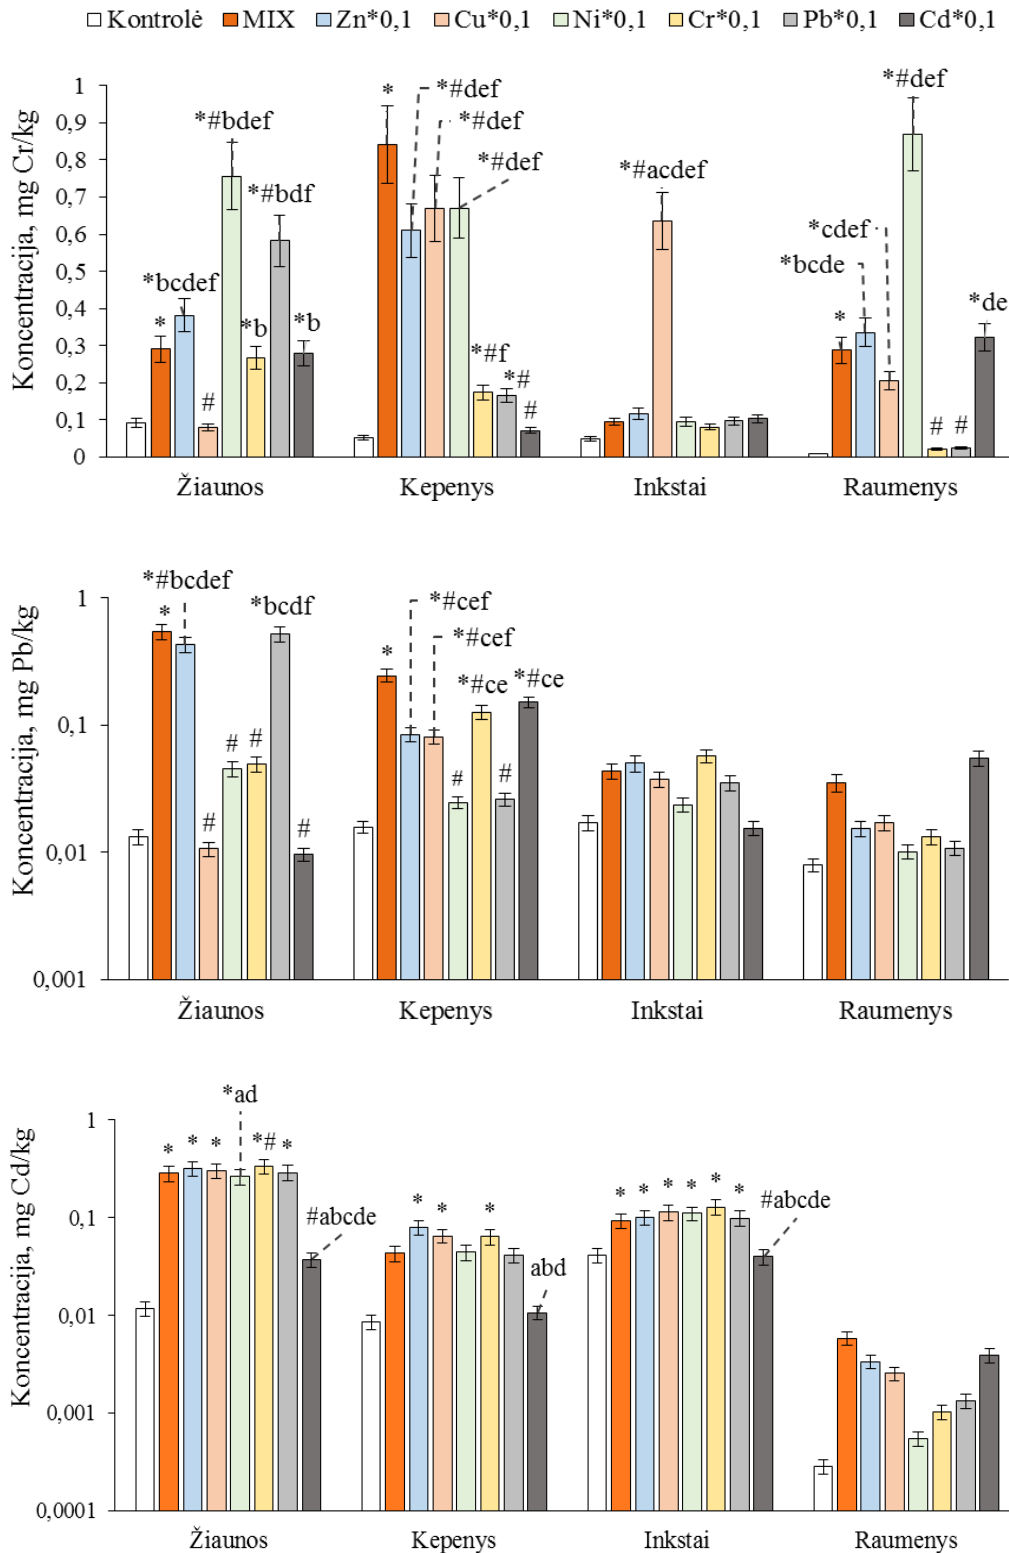 Kontrolė MIX Zn*0,1 Cu*0,1 Ni*0,1 Cr*0,1 Pb*0,1 Cd*0,1
Koncentracija, mg Cr/kg
1
0,9
0,8
0,7
0,6
0,5
0,4
0,3
0,2
0,1
0
* *bcdef # *#bdef *b *#bdf *b
* *#def *#def *#def *#f *# #
*#acdef
* *bcde *cdef *#def # # *de
Žiaunos Kepenys Inkstai Raumenys
Koncentracija, mg Pb/kg
1
0,1
0,01
0,001
* *#bcdef # # # *bcdf #
* *#cef *#cef # *#ce # *#ce
Žiaunos Kepenys Inkstai Raumenys
Koncentracija, mg Cd/kg
1
0,1
0,01
0,001
0,0001
* * * *ad *# * #abcde
* * * abd
* * * * * * #abcde
Žiaunos Kepenys Inkstai Raumenys